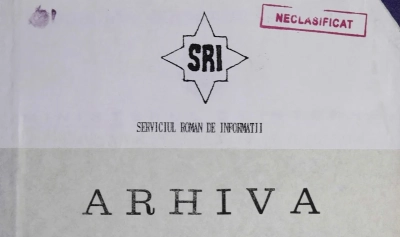 NECLASIFICAT
SRI
SERVICIUL ROMAN DE INFORMATII
ARHIVA